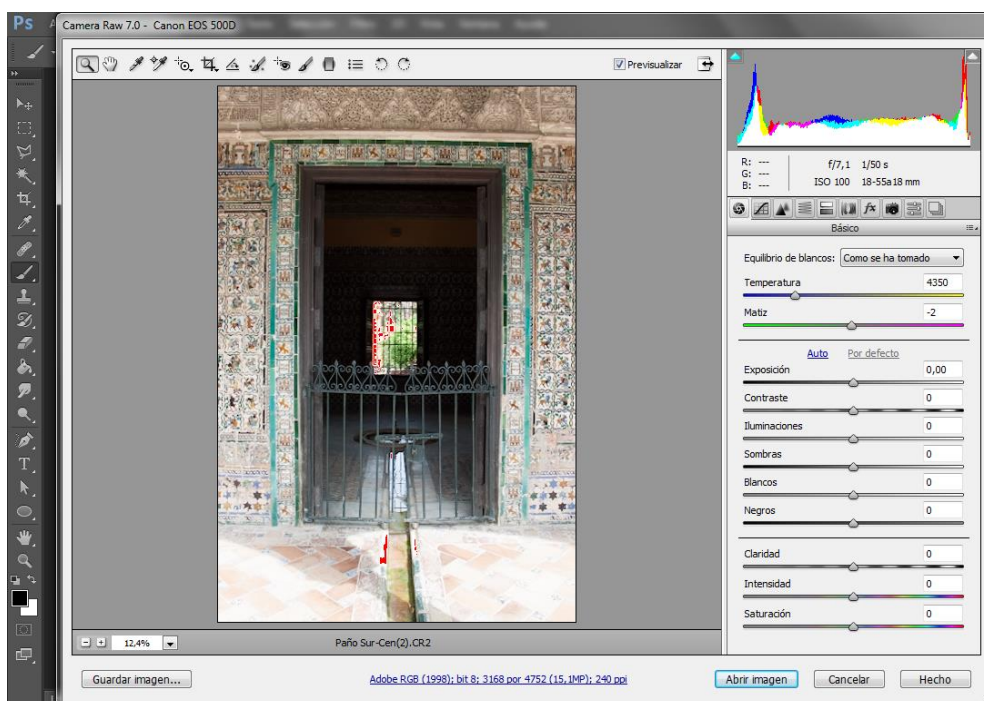 Ps
Camera Raw 7.0 - Canon EOS 500D
Previsualizar
R: ---
G: ---
B: ---
f/7,1 1/50 s
ISO 100 18-55a18 mm
Básico
Equilibrio de blancos: Como se ha tomado
Temperatura 4350
Matiz -2
Auto Por defecto
Exposición 0,00
Contraste 0
Iluminaciones 0
Sombras 0
Blancos 0
Negros 0
Claridad 0
Intensidad 0
Saturación 0
12,4% Paño Sur-Cen(2).CR2
Guardar imagen... Adobe RGB (1998); bit 8; 3168 por 4752 (15,1MP); 240 ppi Abrir imagen Cancelar Hecho